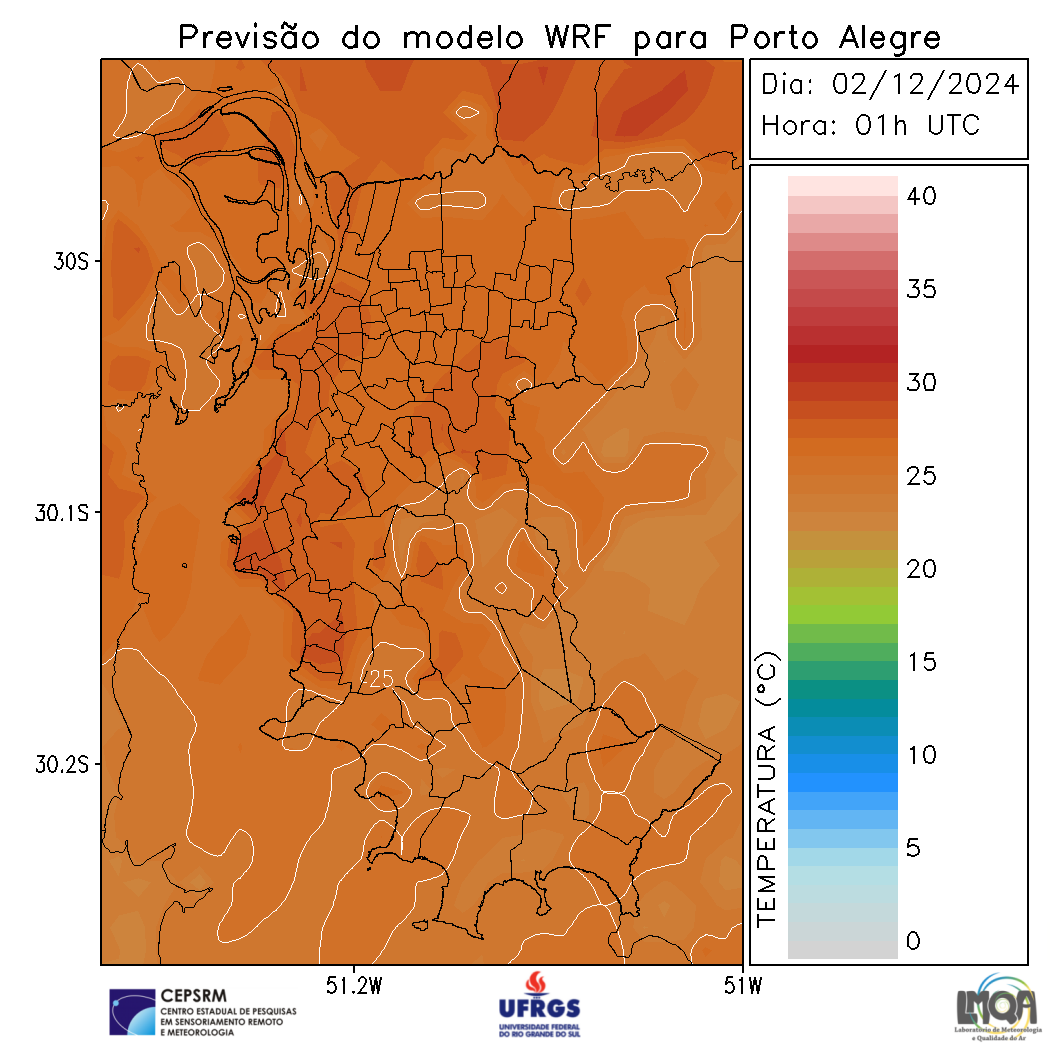 Previsão do modelo WRF para Porto Alegre
Dia: 02/12/2024
Hora: 01h UTC
40
35
30
25
20
15
10
5
0
TEMPERATURA (°C)
30S
30.1S
30.2S
25
51.2W
51W
CEPSRM
CENTRO ESTADUAL DE PESQUISAS
EM SENSORIAMENTO REMOTO
E METEOROLOGIA
UFRGS
UNIVERSIDADE FEDERAL
DO RIO GRANDE DO SUL
LMQA
Laboratório de Meteorologia
e Qualidade do Ar